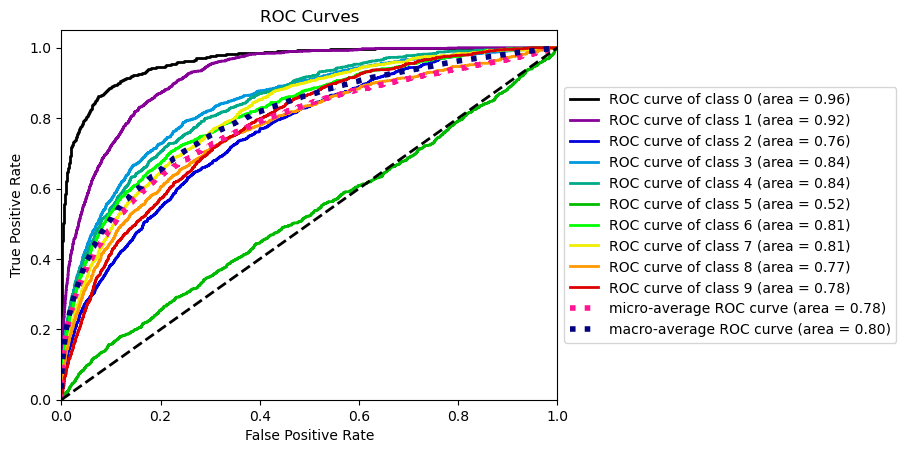 ROC Curves
True Positive Rate
1.0
0.8
0.6
0.4
0.2
0.0
0.0 0.2 0.4 0.6 0.8 1.0
False Positive Rate
ROC curve of class 0 (area = 0.96)
ROC curve of class 1 (area = 0.92)
ROC curve of class 2 (area = 0.76)
ROC curve of class 3 (area = 0.84)
ROC curve of class 4 (area = 0.84)
ROC curve of class 5 (area = 0.52)
ROC curve of class 6 (area = 0.81)
ROC curve of class 7 (area = 0.81)
ROC curve of class 8 (area = 0.77)
ROC curve of class 9 (area = 0.78)
micro-average ROC curve (area = 0.78)
macro-average ROC curve (area = 0.80)